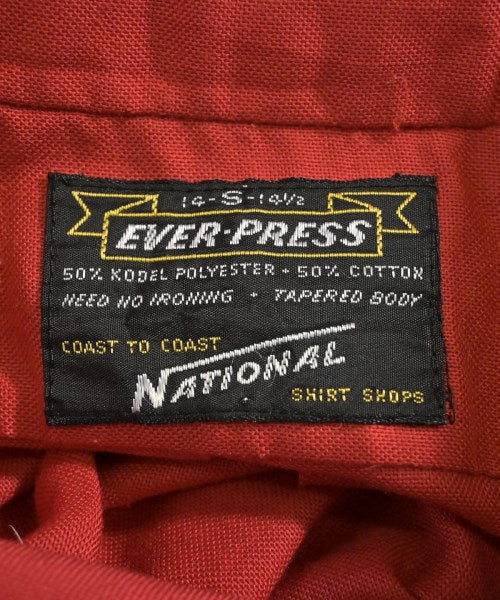 14-S-14½
EVER-PRESS
50% KODEL POLYESTER - 50% COTTON
NEED NO IRONING - TAPERED BODY
COAST TO COAST
NATIONAL
SHIRT SHOPS